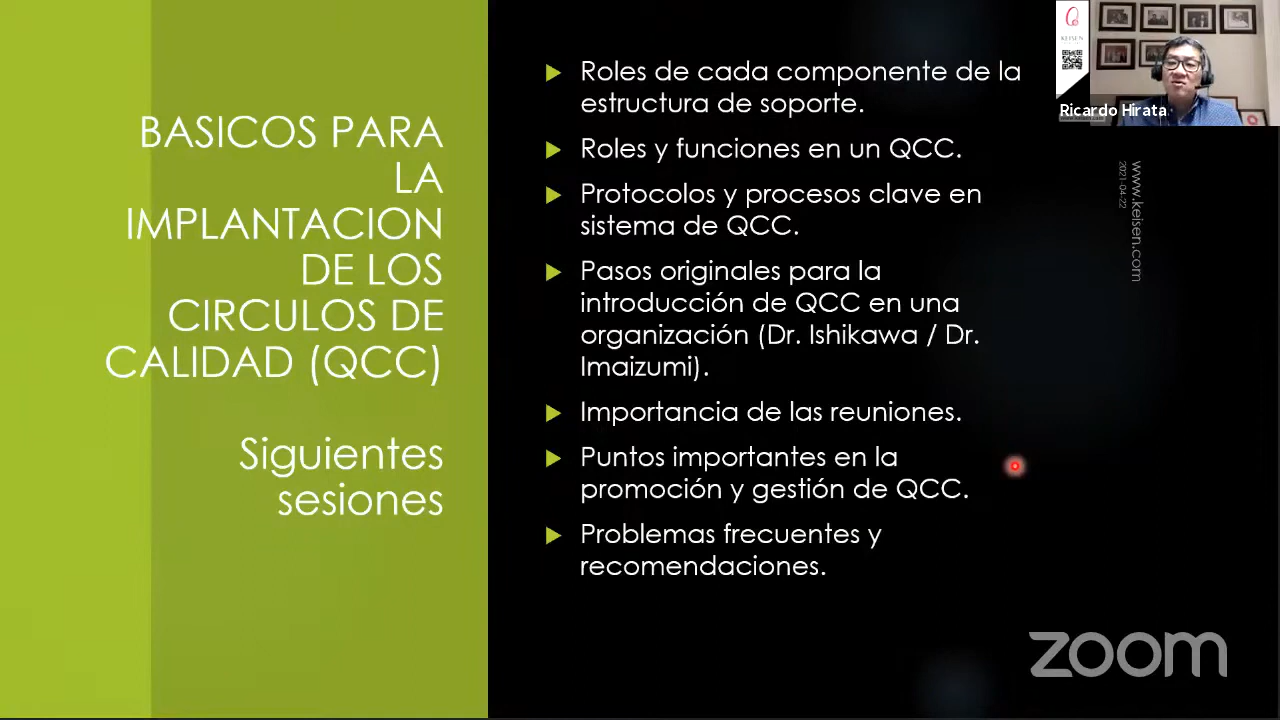 BASICOS PARA
LA
IMPLANTACION
DE LOS
CIRCULOS DE
CALIDAD (QCC)
Siguientes
sesiones
Roles de cada componente de la
estructura de soporte.
Roles y funciones en un QCC.
Protocolos y procesos clave en
sistema de QCC.
Pasos originales para la
introducción de QCC en una
organización (Dr. Ishikawa / Dr.
Imaizumi).
Importancia de las reuniones.
Puntos importantes en la
promoción y gestión de QCC.
Problemas frecuentes y
recomendaciones.
KEISEN
Ricardo Hirata
www.keisen.com
2021-04-22
zoom